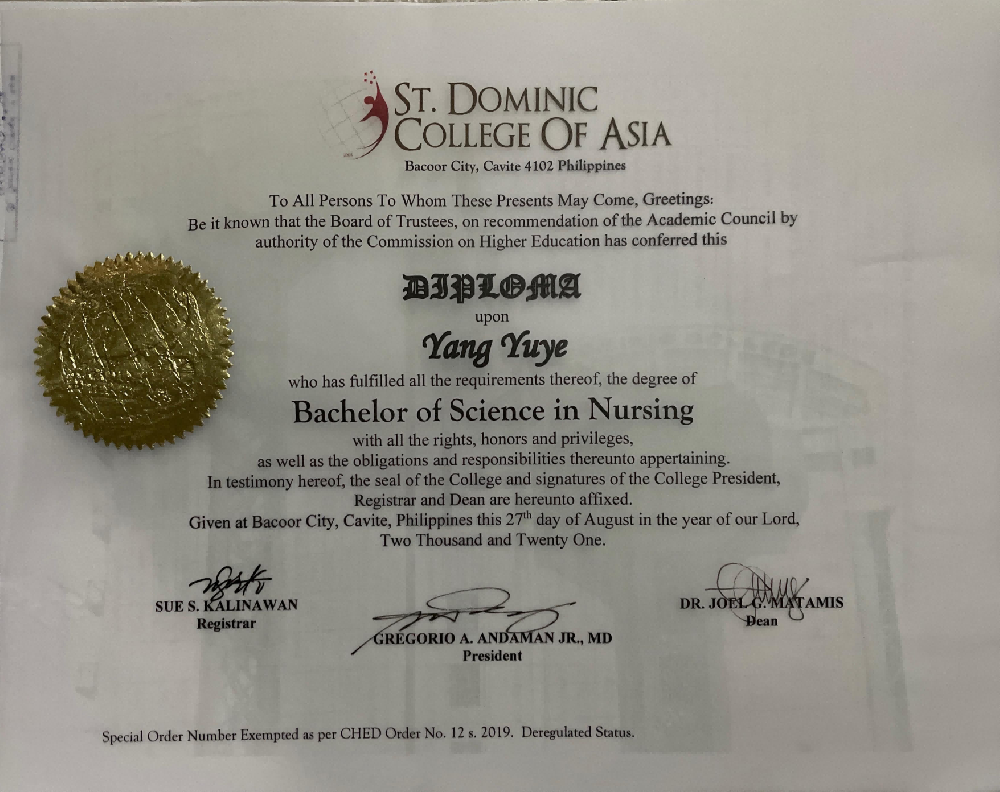 ST. DOMINIC
COLLEGE OF ASIA
Bacoor City, Cavite 4102 Philippines
To All Persons To Whom These Presents May Come, Greetings:
Be it known that the Board of Trustees, on recommendation of the Academic Council by
authority of the Commission on Higher Education has conferred this
DIPLOMA
upon
Yang Yuye
who has fulfilled all the requirements thereof, the degree of
Bachelor of Science in Nursing
with all the rights, honors and privileges,
as well as the obligations and responsibilities thereunto appertaining.
In testimony hereof, the seal of the College and signatures of the College President,
Registrar and Dean are hereunto affixed.
Given at Bacoor City, Cavite, Philippines this 27th day of August in the year of our Lord,
Two Thousand and Twenty One.
SUE S. KALINAWAN
Registrar
GREGORIO A. ANDAMAN JR., MD
President
DR. JOEL G. MATAMIS
Dean
Special Order Number Exempted as per CHED Order No. 12 s. 2019. Deregulated Status.